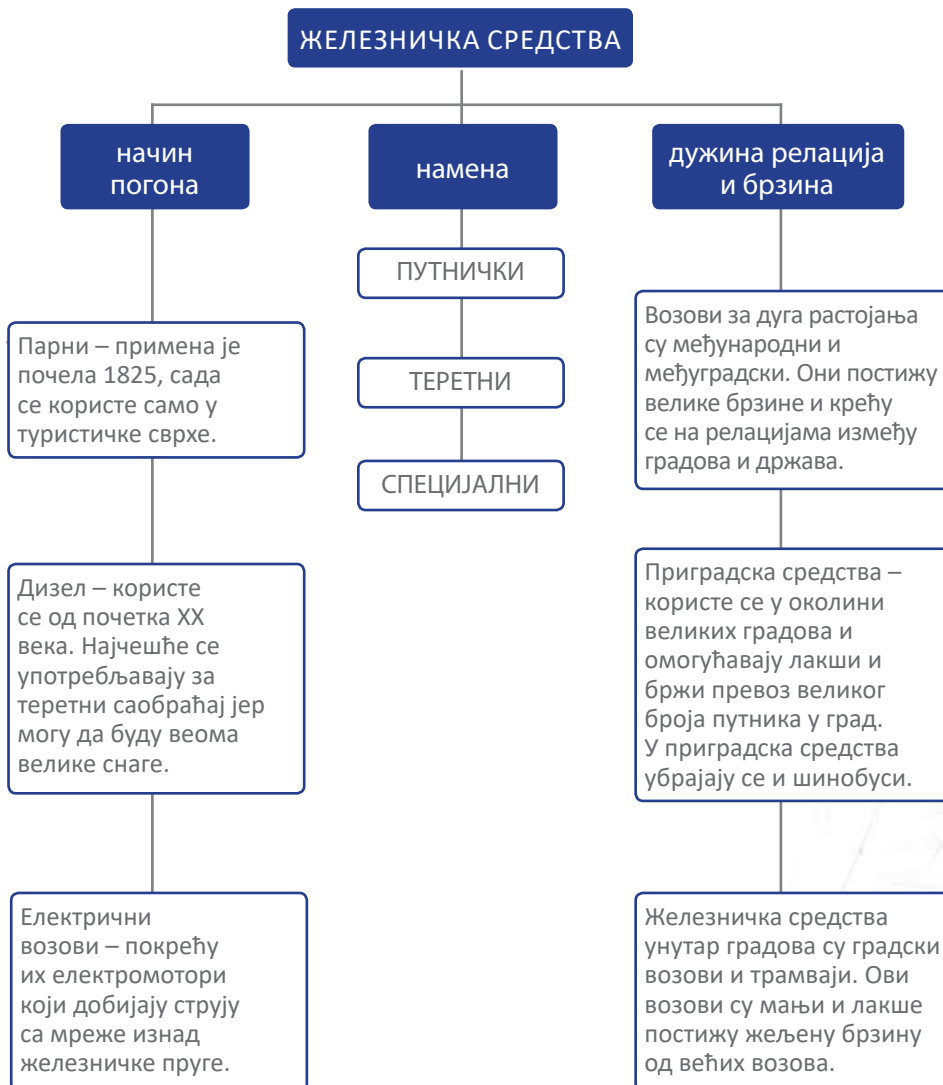 ЖЕЛЕЗНИЧКА СРЕДСТВА
начин
погона
Парни – примена је
почела 1825, сада
се користе само у
туристичке сврхе.
Дизел – користе
се од почетка XX
века. Најчешће се
употребљавају за
теретни саобраћај јер
могу да буду веома
велике снаге.
Електрични
возови – покрећу
их електромотори
који добијају струју
са мреже изнад
железничке пруге.
намена
ПУТНИЧКИ
ТЕРЕТНИ
СПЕЦИЈАЛНИ
дужина релација
и брзина
Возови за дуга растојања
су међународни и
међуградски. Они постижу
велике брзине и крећу
се на релацијама између
градова и држава.
Приградска средства –
користе се у околини
великих градова и
омогућавају лакши и
бржи превоз великог
броја путника у град.
У приградска средства
убрајају се и шинобуси.
Железничка средства
унутар градова су градски
возови и трамваји. Ови
возови су мањи и лакше
постижу жељену брзину
од већих возова.